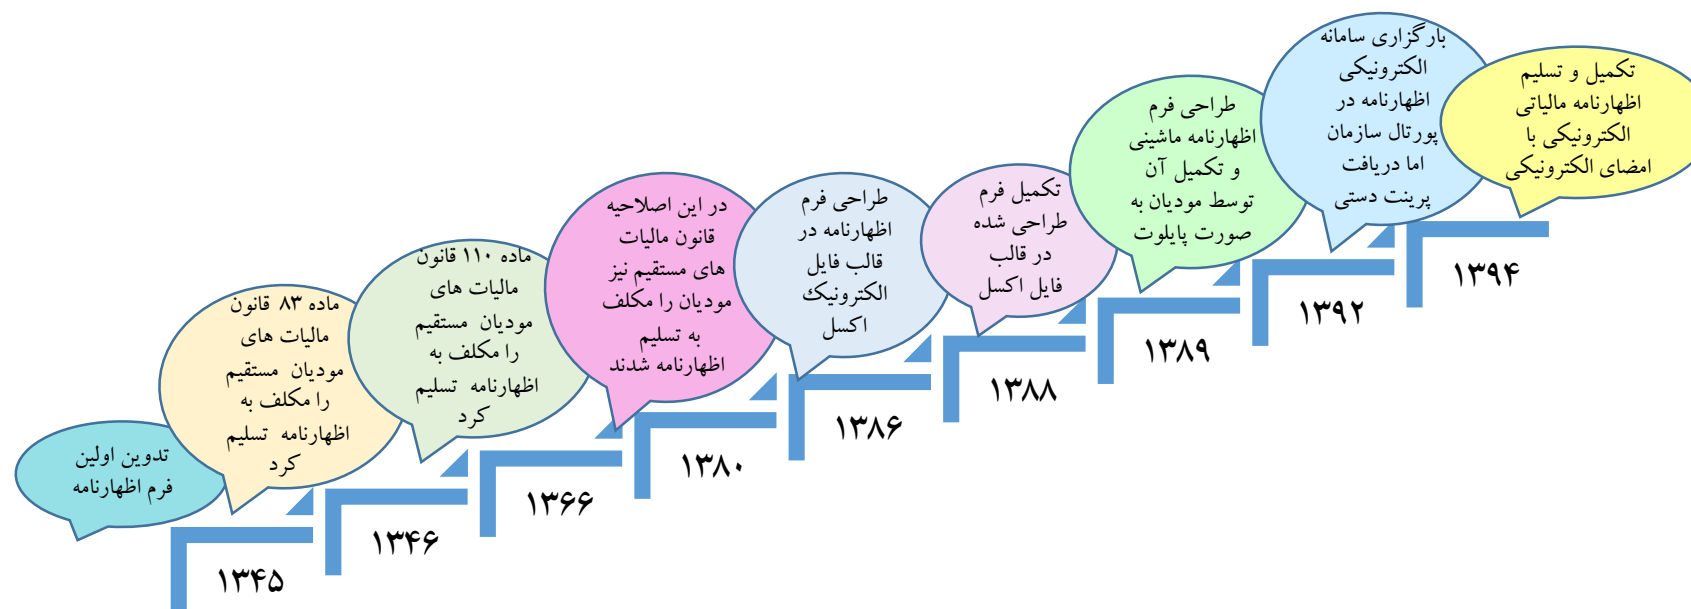 تدوین اولین
فرم اظهارنامه
۱۳۴۵
ماده ۸۳ قانون
مالیات های
مودیان مستقیم
را مکلف به
اظهارنامه تسلیم
کرد
۱۳۴۶
ماده ۱۱۰ قانون
مالیات های
مودیان مستقیم
را مکلف به
اظهارنامه تسلیم
کرد
۱۳۶۶
در این اصلاحیه
قانون مالیات
های مستقیم نیز
مودیان را مکلف
به تسلیم
اظهارنامه شدند
۱۳۸۰
طراحی فرم
اظهارنامه در
قالب فایل
الکترونیک
اکسل
۱۳۸۶
تکمیل فرم
طراحی شده
در قالب
فایل اکسل
۱۳۸۸
طراحی فرم
اظهارنامه ماشینی
و تکمیل آن
توسط مودیان به
صورت پایلوت
۱۳۸۹
بارگزاری سامانه
الکترونیکی
اظهارنامه در
پورتال سازمان
اما دریافت
پرینت دستی
۱۳۹۲
تکمیل و تسلیم
اظهارنامه مالیاتی
الکترونیکی با
امضای الکترونیکی
۱۳۹۴